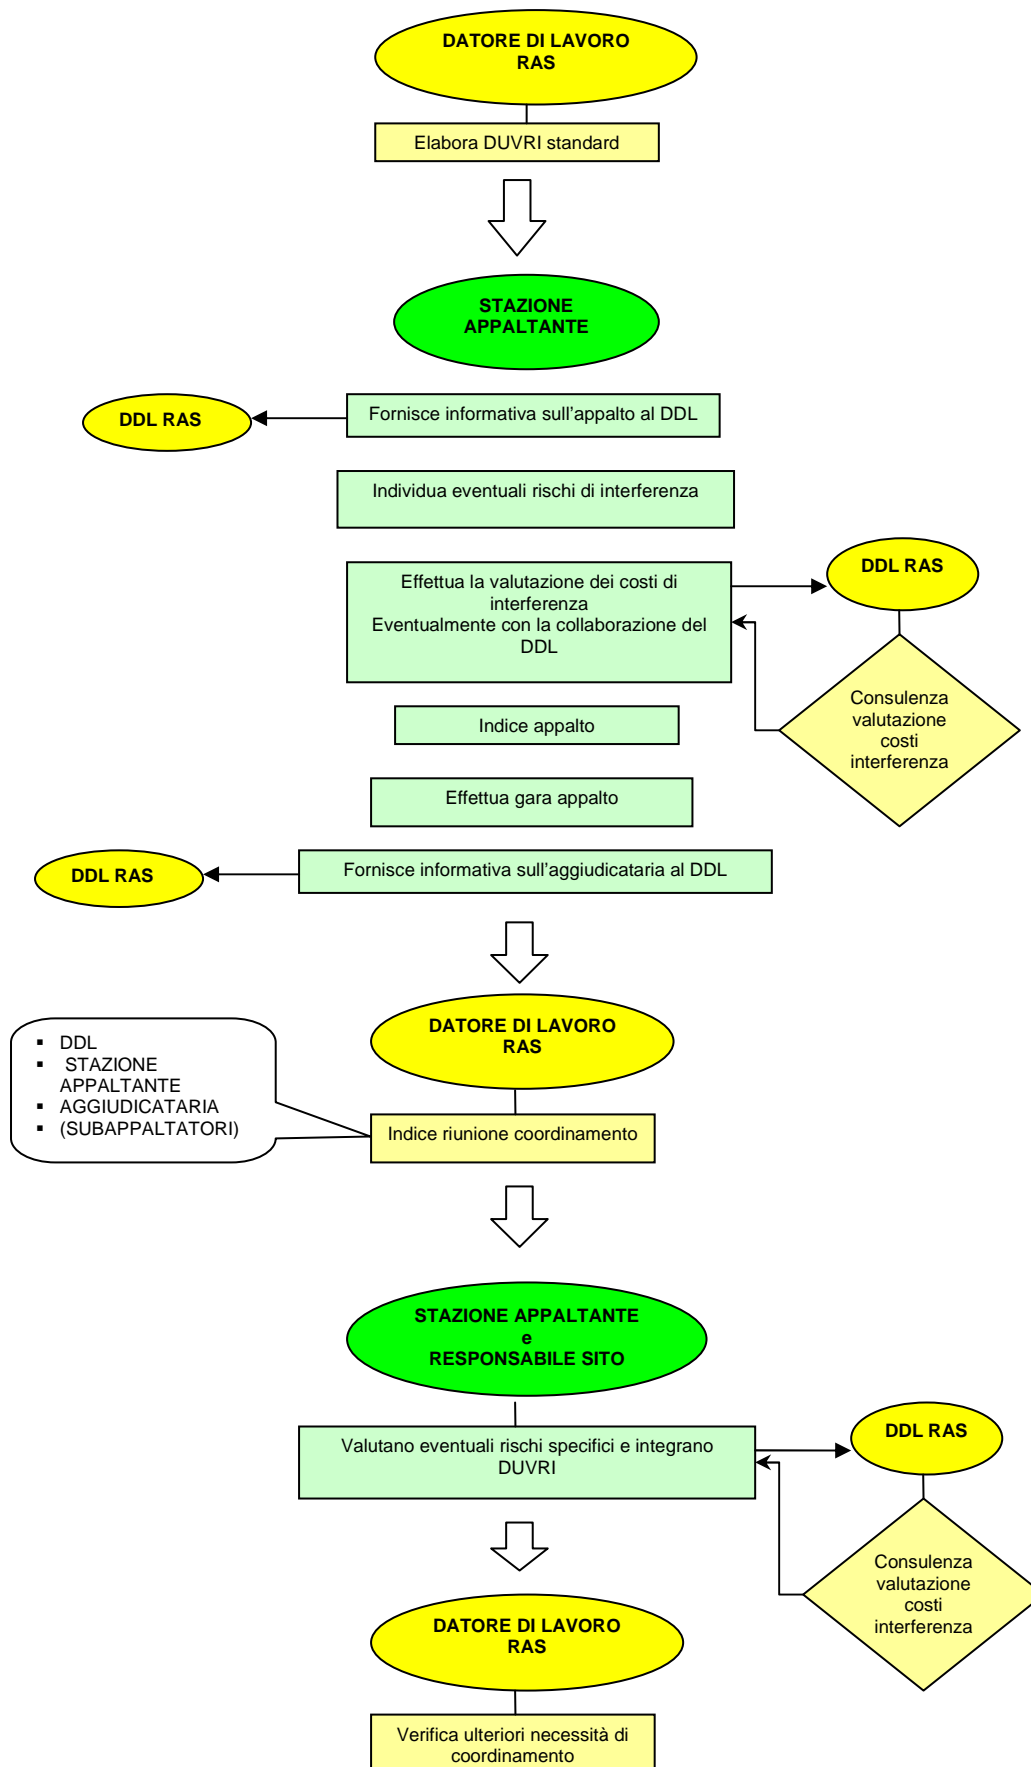 DATORE DI LAVORO
RAS
Elabora DUVRI standard
STAZIONE
APPALTANTE
DDL RAS
Fornisce informativa sull'appalto al DDL
Individua eventuali rischi di interferenza
Effettua la valutazione dei costi di
interferenza
Eventualmente con la collaborazione del
DDL
DDL RAS
Consulenza
valutazione
costi
interferenza
Indice appalto
Effettua gara appalto
DDL RAS
Fornisce informativa sull'aggiudicataria al DDL
DATORE DI LAVORO
RAS
▪ DDL
▪ STAZIONE
APPALTANTE
▪ AGGIUDICATARIA
▪ (SUBAPPALTATORI)
Indice riunione coordinamento
STAZIONE APPALTANTE
e
RESPONSABILE SITO
Valutano eventuali rischi specifici e integrano
DUVRI
DDL RAS
Consulenza
valutazione
costi
interferenza
DATORE DI LAVORO
RAS
Verifica ulteriori necessità di
coordinamento